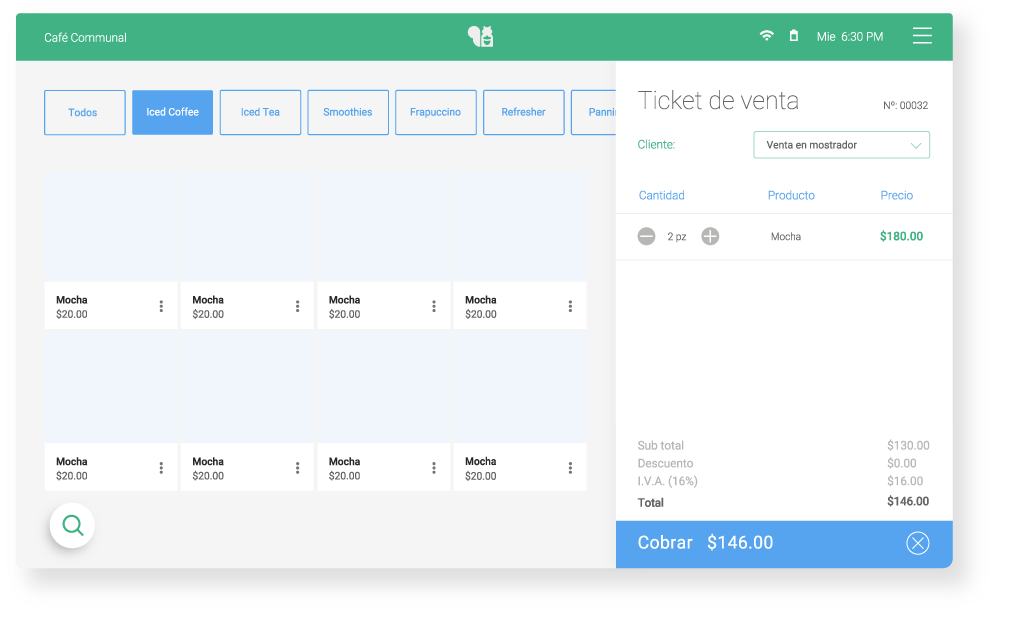 Café Communal
Mie 6:30 PM
Todos
Iced Coffee
Iced Tea
Smoothies
Frapuccino
Refresher
Panni
Ticket de venta
Nº: 00032
Cliente:
Venta en mostrador
Cantidad Producto Precio
2 pz Mocha $180.00
Mocha Mocha Mocha Mocha
$20.00 $20.00 $20.00 $20.00
Mocha Mocha Mocha Mocha
$20.00 $20.00 $20.00 $20.00
Sub total $130.00
Descuento $0.00
I.V.A. (16%) $16.00
Total $146.00
Cobrar $146.00